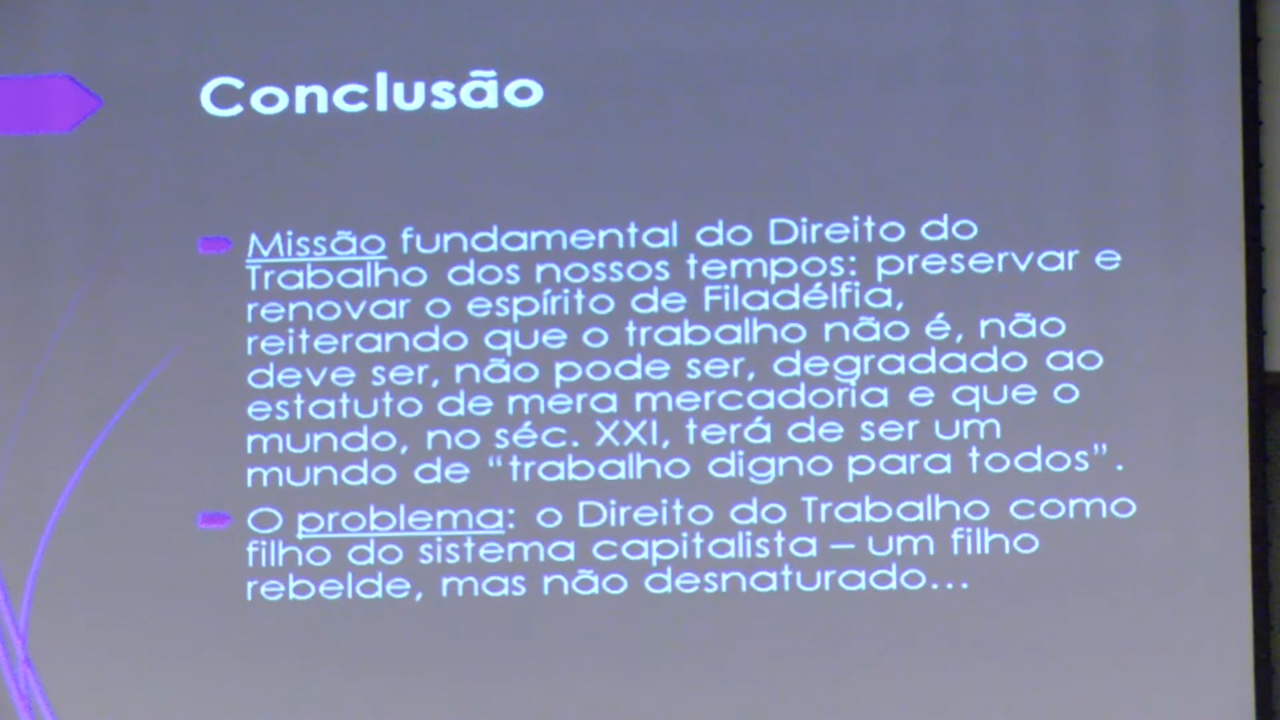 Conclusão
Missão fundamental do Direito do
Trabalho dos nossos tempos: preservar e
renovar o espírito de Filadélfia,
reiterando que o trabalho não é, não
deve ser, não pode ser, degradado ao
estatuto de mera mercadoria e que o
mundo, no séc. XXI, terá de ser um
mundo de “trabalho digno para todos”.
O problema: o Direito do Trabalho como
filho do sistema capitalista – um filho
rebelde, mas não desnaturado…